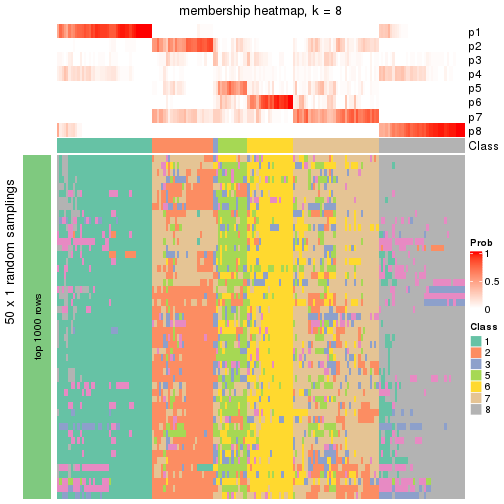 membership heatmap, k = 8
p1
p2
p3
p4
p5
p6
p7
p8
Class
50 x 1 random samplings
top 1000 rows
Prob
1
0.5
0
Class
1
2
3
5
6
7
8